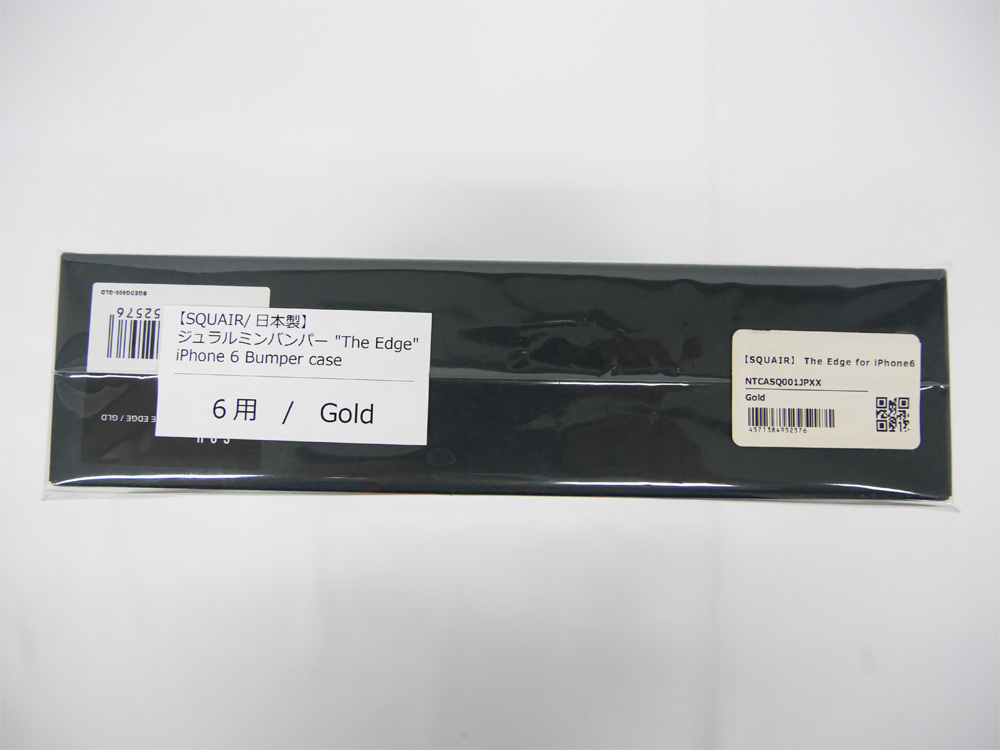 SQEDG600-GLD
52576
【SQUAIR/ 日本製】
ジュラルミンバンパー "The Edge"
iPhone 6 Bumper case
6 用 / Gold
EDGE / GLD
【SQUAIR】 The Edge for iPhone6
NTCASQ001JPXX
Gold
4571384952576